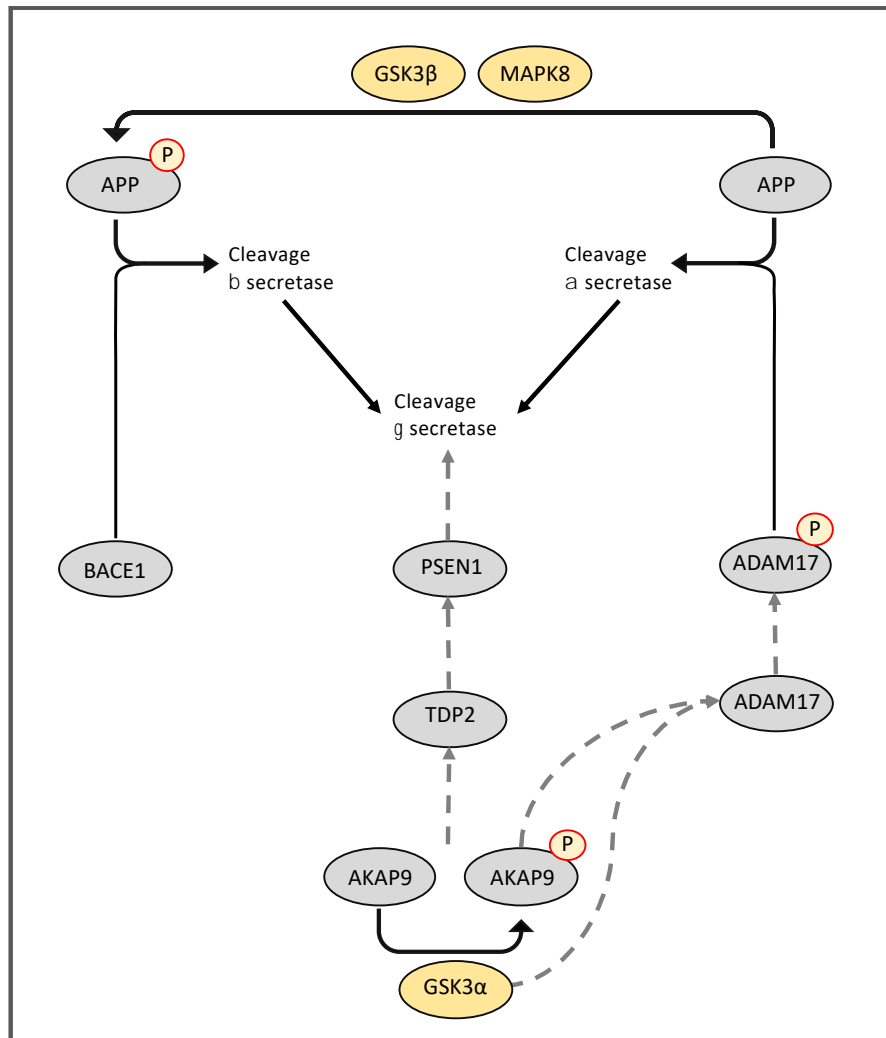 GSK3β
MAPK8
P
APP
APP
Cleavage
b secretase
Cleavage
a secretase
Cleavage
g secretase
P
BACE1
PSEN1
ADAM17
TDP2
ADAM17
P
AKAP9
AKAP9
GSK3α